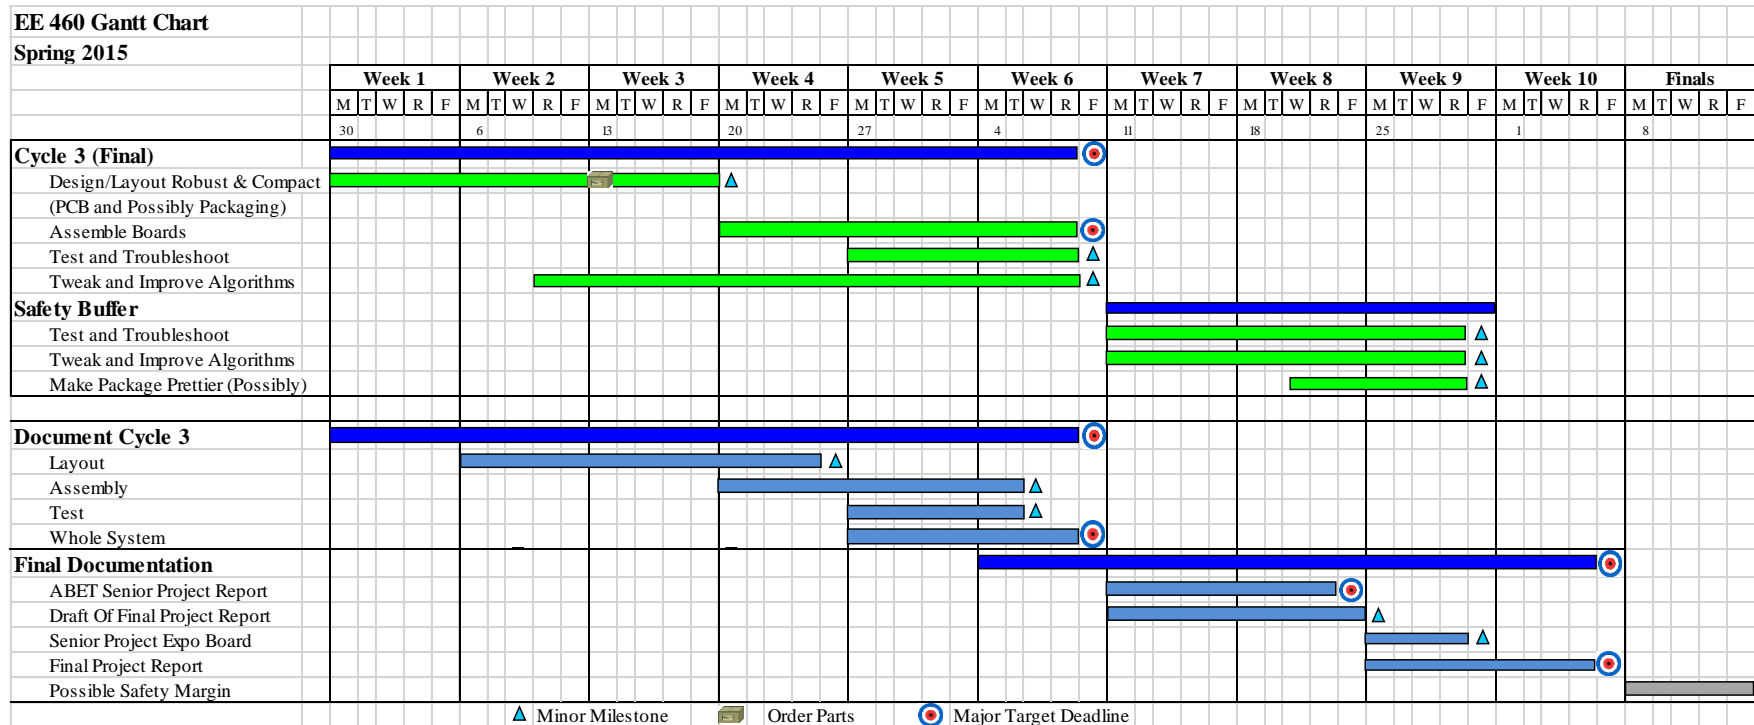 EE 460 Gantt Chart
Spring 2015
Week 1 Week 2 Week 3 Week 4 Week 5 Week 6 Week 7 Week 8 Week 9 Week 10 Finals
M T W R F M T W R F M T W R F M T W R F M T W R F M T W R F M T W R F M T W R F M T W R F M T W R F M T W R F
30 6 13 20 27 4 11 18 25 1 8
Cycle 3 (Final)
Design/Layout Robust & Compact
(PCB and Possibly Packaging)
Assemble Boards
Test and Troubleshoot
Tweak and Improve Algorithms
Safety Buffer
Test and Troubleshoot
Tweak and Improve Algorithms
Make Package Prettier (Possibly)
Document Cycle 3
Layout
Assembly
Test
Whole System
Final Documentation
ABET Senior Project Report
Draft Of Final Project Report
Senior Project Expo Board
Final Project Report
Possible Safety Margin
Minor Milestone Order Parts Major Target Deadline